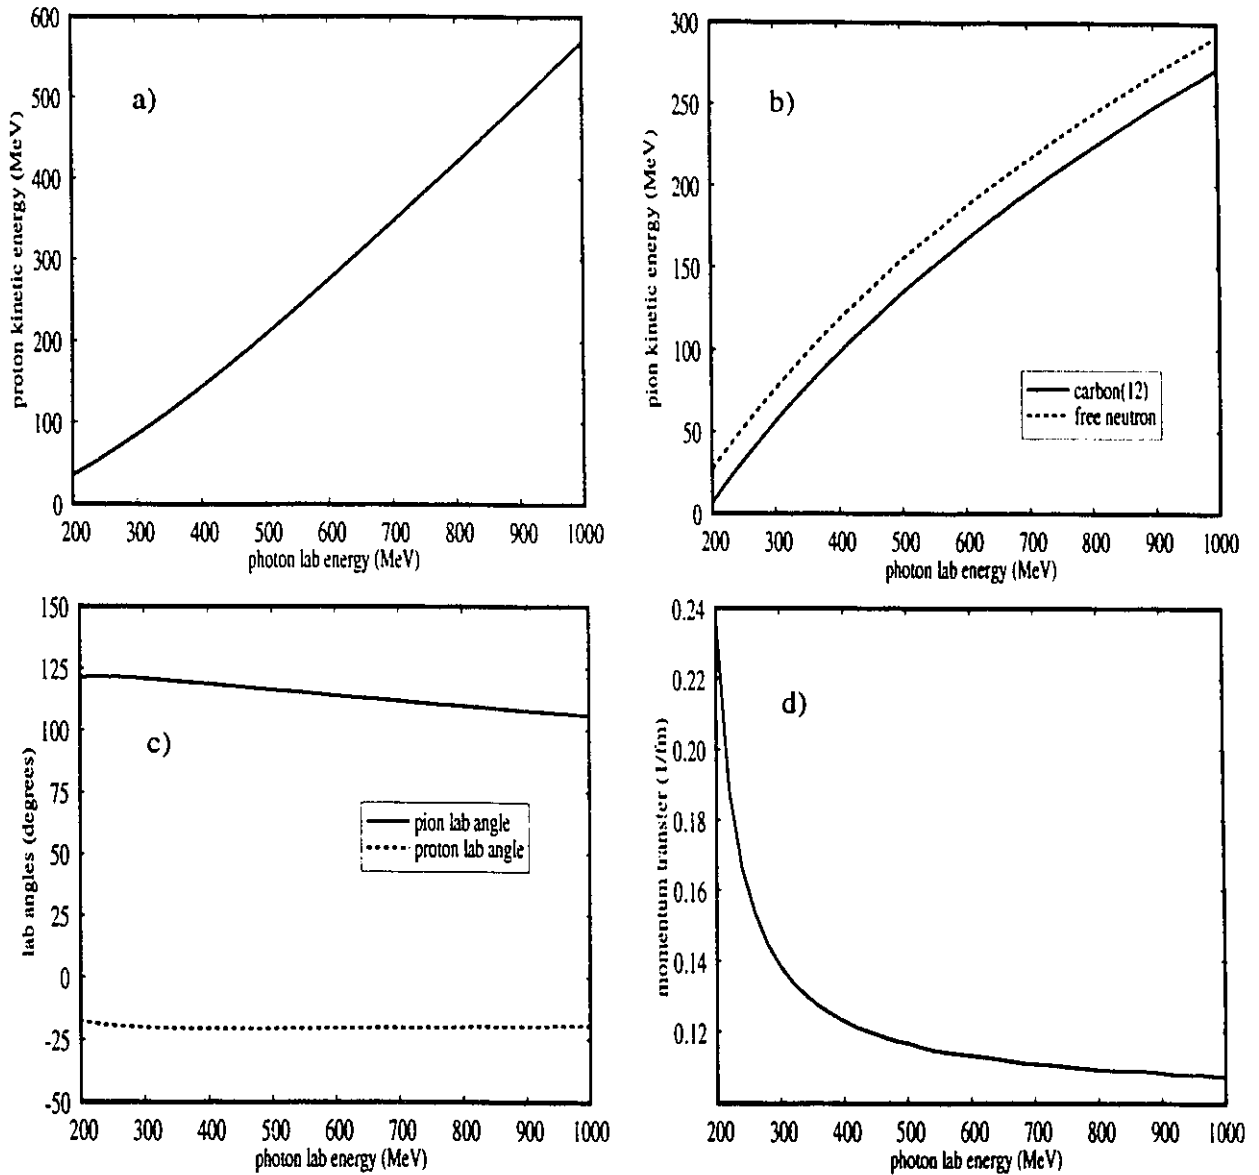 600
500
400
300
200
100
0
proton kinetic energy (MeV)
a)
200 300 400 500 600 700 800 900 1000
photon lab energy (MeV)
300
250
200
150
100
50
0
pion kinetic energy (MeV)
b)
carbon(12)
free neutron
200 300 400 500 600 700 800 900 1000
photon lab energy (MeV)
150
125
100
75
50
25
0
-25
-50
lab angles (degrees)
c)
pion lab angle
proton lab angle
200 300 400 500 600 700 800 900 1000
photon lab energy (MeV)
0.24
0.22
0.20
0.18
0.16
0.14
0.12
momentum transfer (1/fm)
d)
200 300 400 500 600 700 800 900 1000
photon lab energy (MeV)